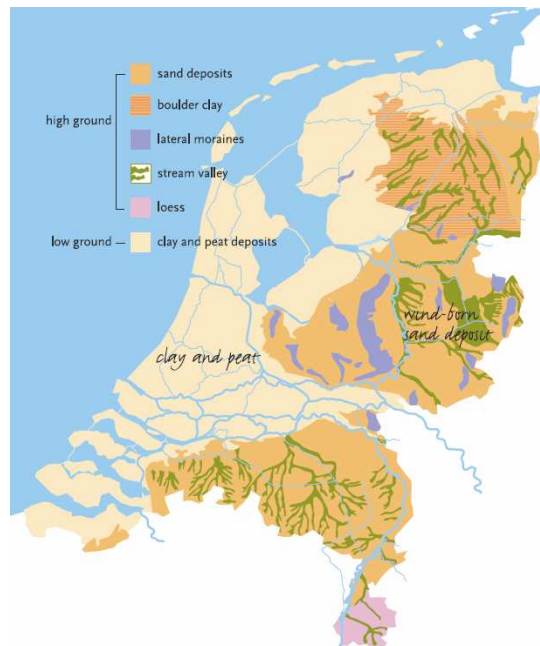 sand deposits
boulder clay
high ground
lateral moraines
stream valley
loess
low ground
clay and peat deposits
wind-born
sand deposit
clay and peat